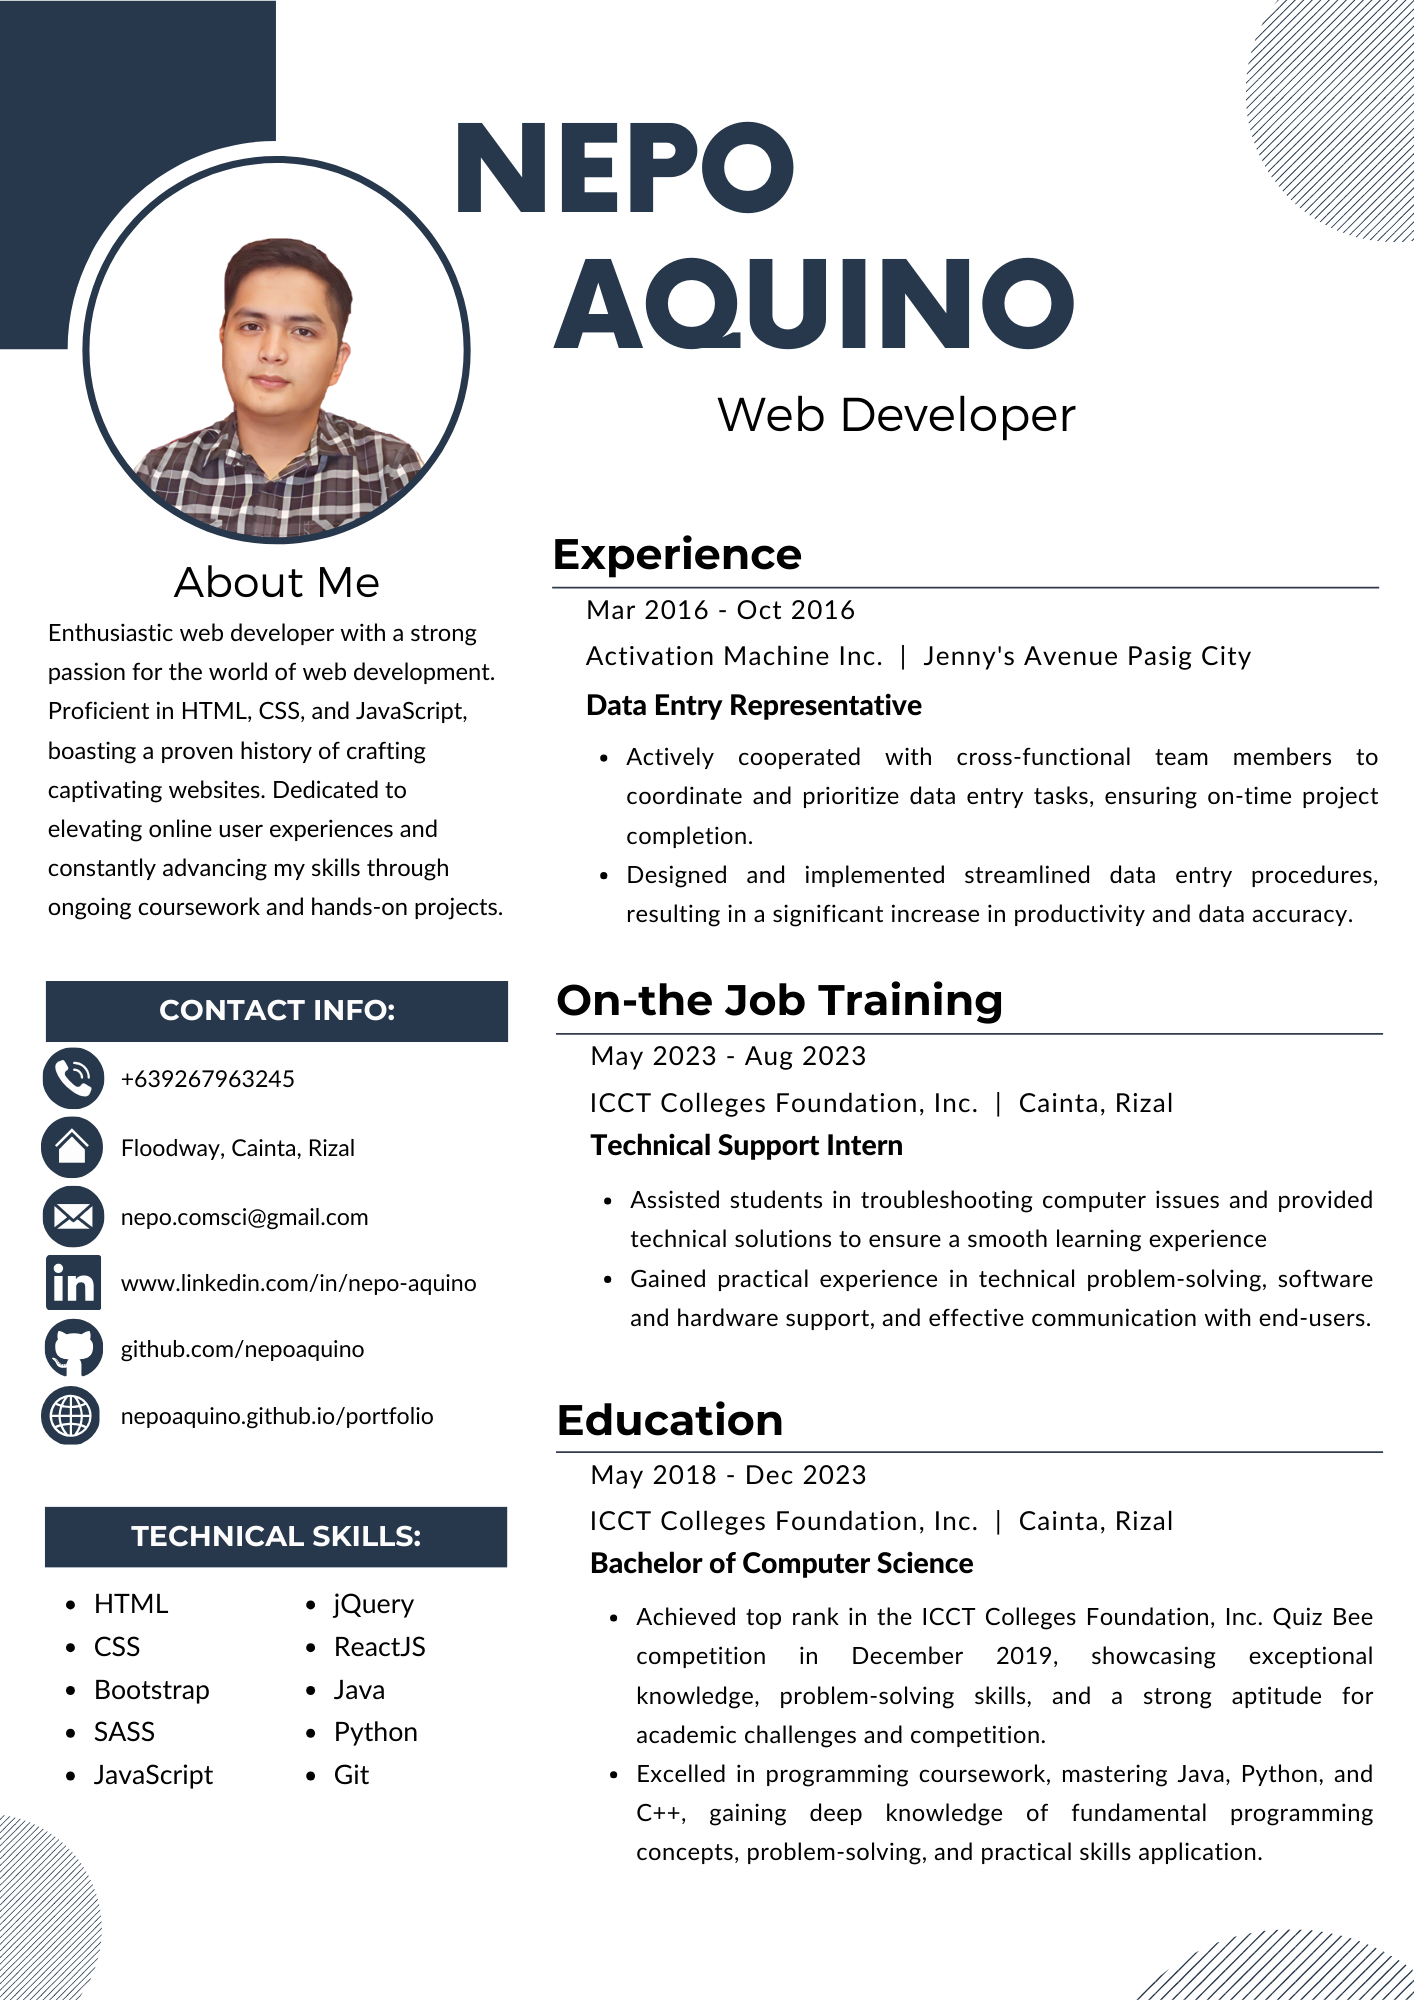 NEPO
AQUINO
Web Developer
About Me
Enthusiastic web developer with a strong
passion for the world of web development.
Proficient in HTML, CSS, and JavaScript,
boasting a proven history of crafting
captivating websites. Dedicated to
elevating online user experiences and
constantly advancing my skills through
ongoing coursework and hands-on projects.
CONTACT INFO:
+639267963245
Floodway, Cainta, Rizal
nepo.comsci@gmail.com
in www.linkedin.com/in/nepo-aquino
github.com/nepoaquino
nepoaquino.github.io/portfolio
TECHNICAL SKILLS:
• HTML
• CSS
• Bootstrap
• SASS
• JavaScript
• jQuery
• ReactJS
• Java
• Python
• Git
Experience
Mar 2016 - Oct 2016
Activation Machine Inc. | Jenny's Avenue Pasig City
Data Entry Representative
• Actively cooperated with cross-functional team members to
coordinate and prioritize data entry tasks, ensuring on-time project
completion.
• Designed and implemented streamlined data entry procedures,
resulting in a significant increase in productivity and data accuracy.
On-the Job Training
May 2023 - Aug 2023
ICCT Colleges Foundation, Inc. | Cainta, Rizal
Technical Support Intern
• Assisted students in troubleshooting computer issues and provided
technical solutions to ensure a smooth learning experience
• Gained practical experience in technical problem-solving, software
and hardware support, and effective communication with end-users.
Education
May 2018 - Dec 2023
ICCT Colleges Foundation, Inc. | Cainta, Rizal
Bachelor of Computer Science
• Achieved top rank in the ICCT Colleges Foundation, Inc. Quiz Bee
competition in December 2019, showcasing exceptional
knowledge, problem-solving skills, and a strong aptitude for
academic challenges and competition.
• Excelled in programming coursework, mastering Java, Python, and
C++, gaining deep knowledge of fundamental programming
concepts, problem-solving, and practical skills application.